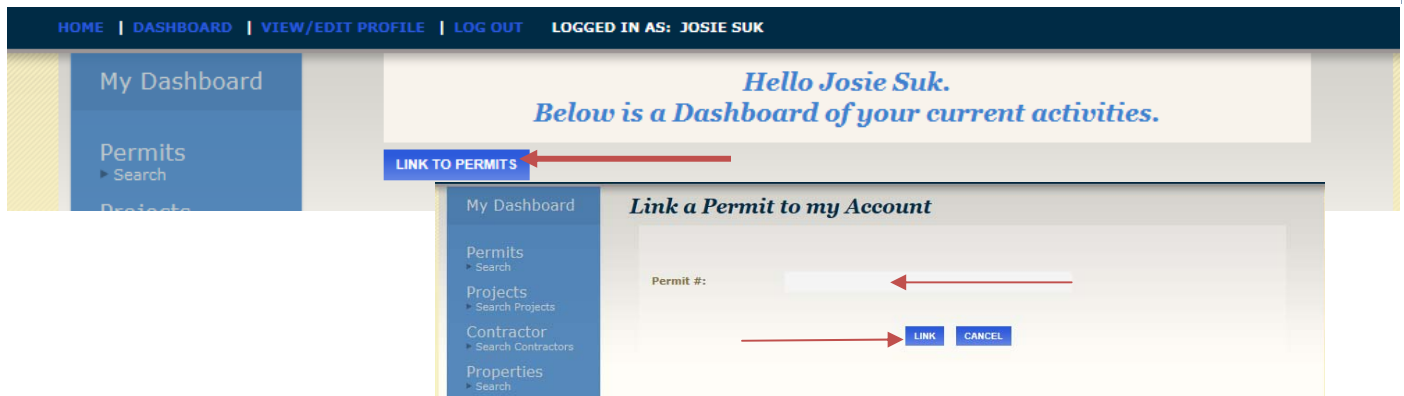 HOME | DASHBOARD | VIEW/EDIT PROFILE | LOG OUT LOGGED IN AS: JOSIE SUK
My Dashboard
Permits
Search
Projects
Hello Josie Suk.
Below is a Dashboard of your current activities.
LINK TO PERMITS
My Dashboard
Permits
Search
Projects
Search Projects
Contractor
Search Contractors
Properties
Search
Link a Permit to my Account
Permit #:
LINK CANCEL